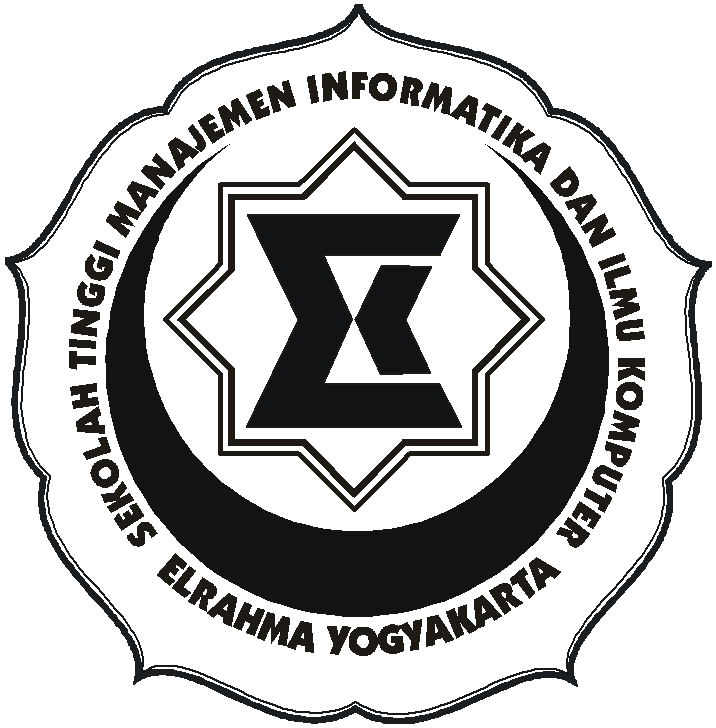 SEKOLAH TINGGI MANAJEMEN INFORMATIKA DAN ILMU KOMPUTER
ELRAHMA YOGYAKARTA